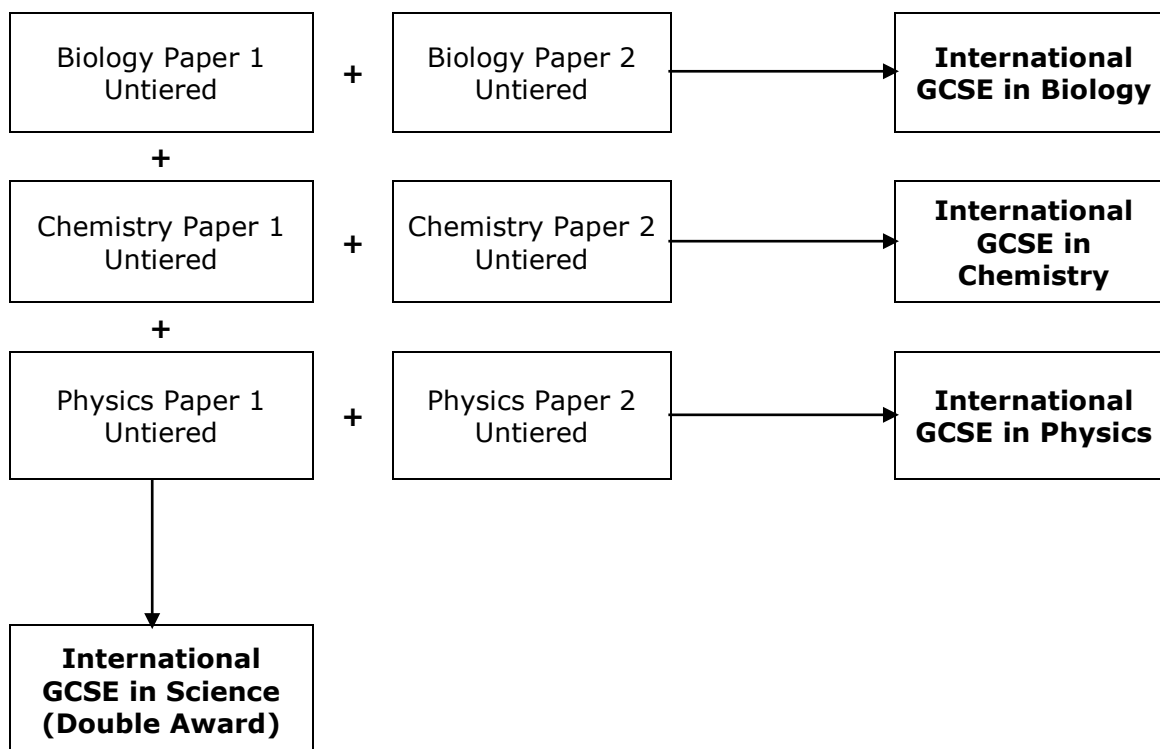 Biology Paper 1
Untiered
+
Biology Paper 2
Untiered
International
GCSE in Biology
+
Chemistry Paper 1
Untiered
+
Chemistry Paper 2
Untiered
International
GCSE in
Chemistry
+
Physics Paper 1
Untiered
+
Physics Paper 2
Untiered
International
GCSE in Physics
International
GCSE in Science
(Double Award)